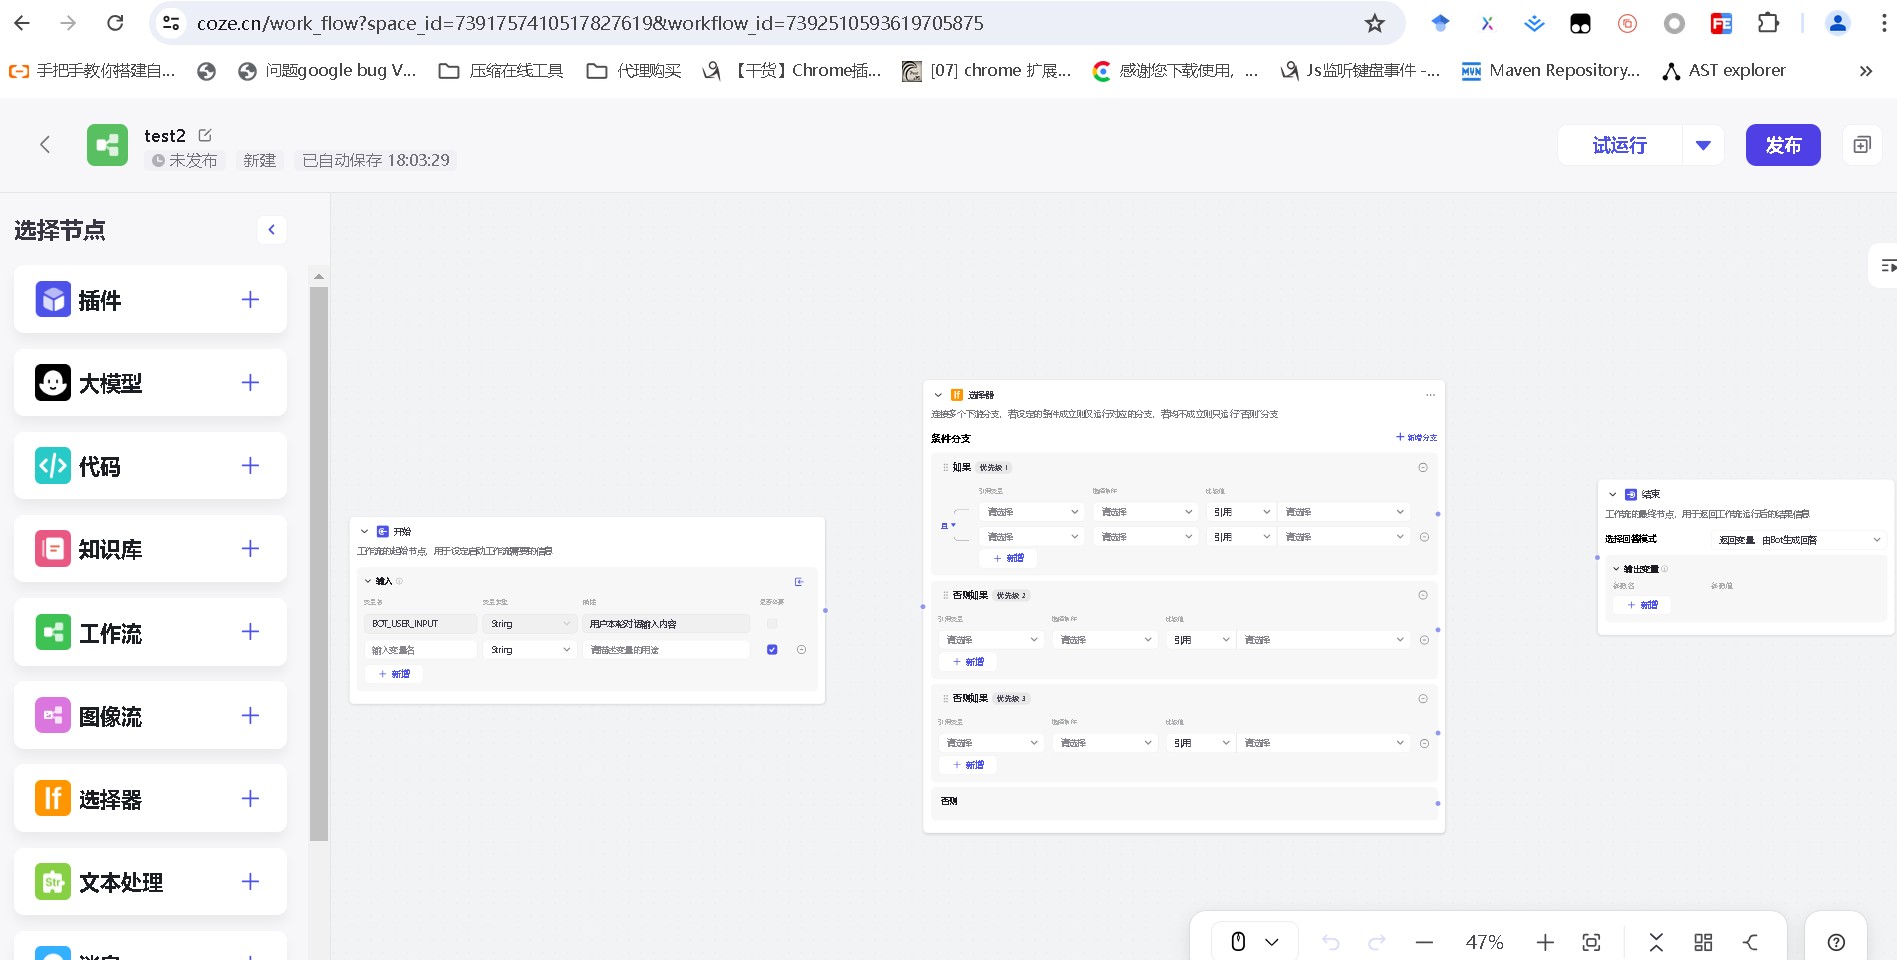 coze.cn/work_flow?space_id=7391757410517827619&workflow_id=7392510593619705875
手把手教你搭建自...
问题google bug V...
压缩在线工具
代理购买
【干货】Chrome插...
[07] chrome 扩展...
感谢您下载使用，...
Js监听键盘事件 -...
Maven Repository...
AST explorer
test2
未发布
新建
已自动保存 18:03:29
试运行
发布
选择节点
插件
大模型
代码
知识库
工作流
图像流
If 选择器
Str 文本处理
开始
工作流的起始节点，用于设定启动工作流需要的信息
输入
变量名 变量类型 描述 是否必要
BOT_USER_INPUT String 用户本轮对话输入内容
输入变量名 String 请描述变量的用途
+ 新增
If 选择器
连接多个下游分支，若设定的条件成立则仅运行对应的分支，若均不成立则只运行“否则”分支
条件分支
+ 新增分支
如果 优先级 1
引用变量 选择条件 比较值
请选择 请选择 引用 请选择
且
请选择 请选择 引用 请选择
+ 新增
否则如果 优先级 2
引用变量 选择条件 比较值
请选择 请选择 引用 请选择
+ 新增
否则如果 优先级 3
引用变量 选择条件 比较值
请选择 请选择 引用 请选择
+ 新增
否则
结束
工作流的最终节点，用于返回工作流运行后的结果信息
选择回答模式 返回变量，由Bot生成回答
输出变量
参数名 参数值
+ 新增
47%